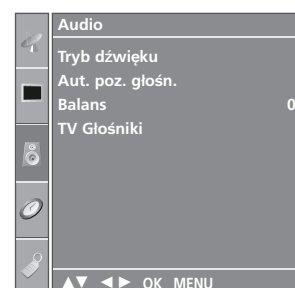 Audio
Tryb dźwięku
Aut. poz. głośn.
Balans 0
TV Głośniki
▲▼ ◄► OK MENU